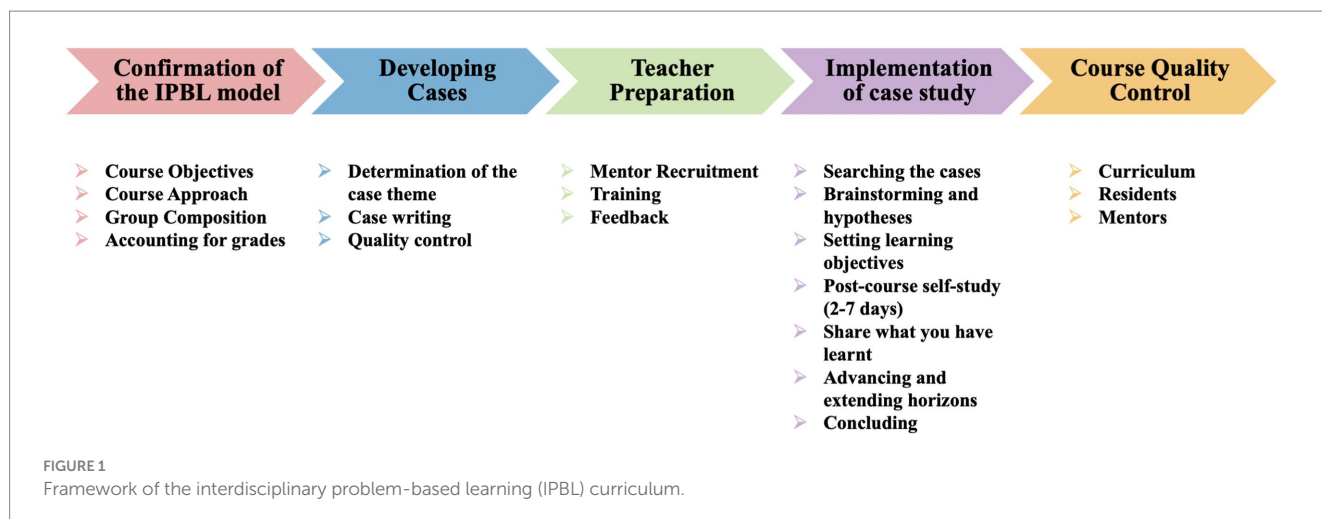 Confirmation of
the IPBL model
Developing
Cases
Teacher
Preparation
Implementation
of case study
Course Quality
Control
Course Objectives
Course Approach
Group Composition
Accounting for grades
Determination of the
case theme
Case writing
Quality control
Mentor Recruitment
Training
Feedback
Searching the cases
Brainstorming and
hypotheses
Setting learning
objectives
Post-course self-study
(2-7 days)
Share what you have
learnt
Advancing and
extending horizons
Concluding
Curriculum
Residents
Mentors
FIGURE 1
Framework of the interdisciplinary problem-based learning (IPBL) curriculum.